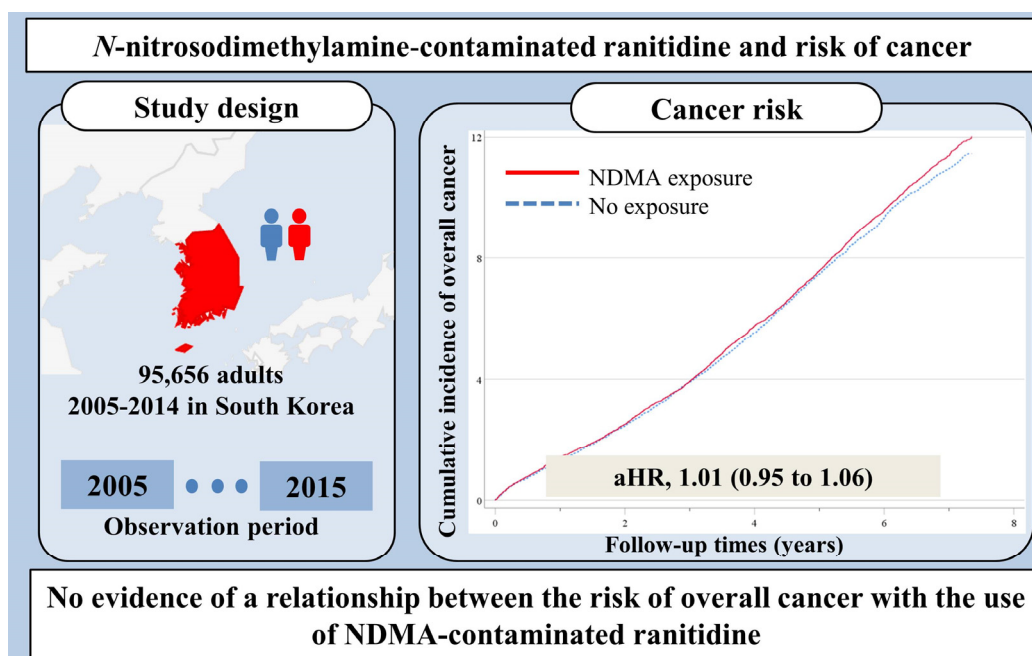 N-nitrosodimethylamine-contaminated ranitidine and risk of cancer
Study design
95,656 adults
2005-2014 in South Korea
2005
2015
Observation period
Cancer risk
Cumulative incidence of overall cancer
12
8
4
0
NDMA exposure
No exposure
aHR, 1.01 (0.95 to 1.06)
0
2
4
6
8
Follow-up times (years)
No evidence of a relationship between the risk of overall cancer with the use
of NDMA-contaminated ranitidine